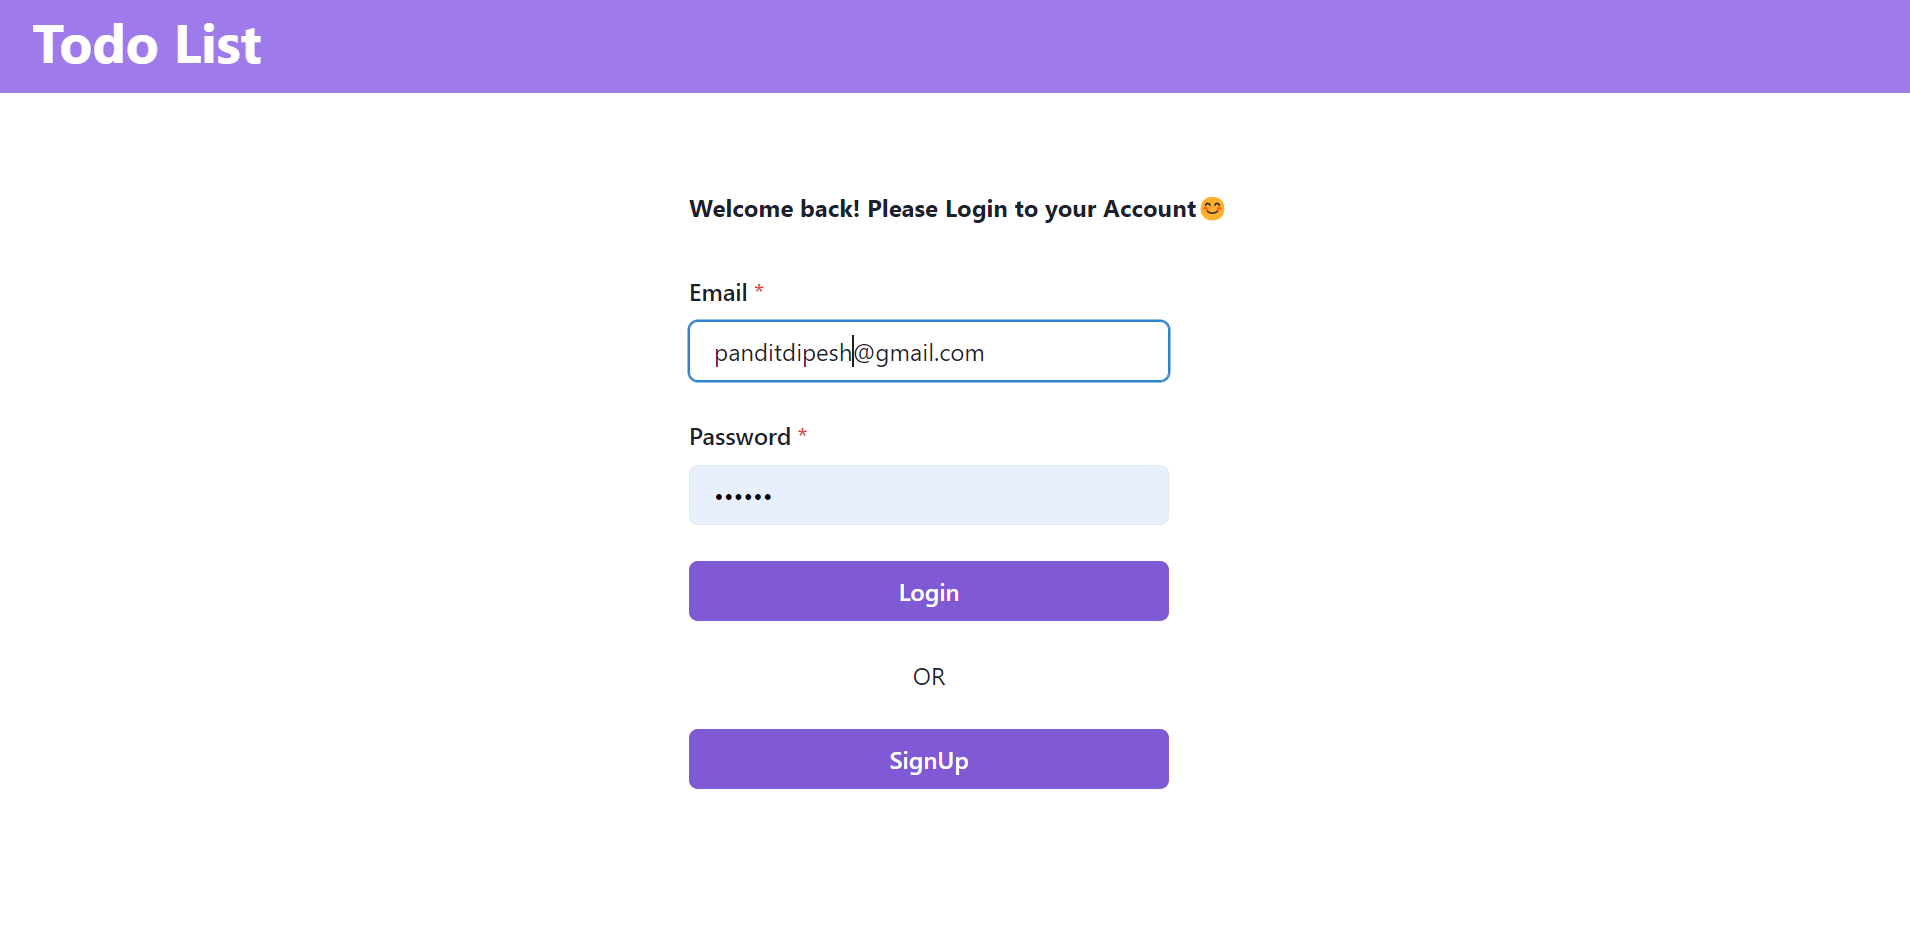 Todo List
Welcome back! Please Login to your Account😊
Email *
panditdipesh@gmail.com
Password *
••••••
Login
OR
SignUp